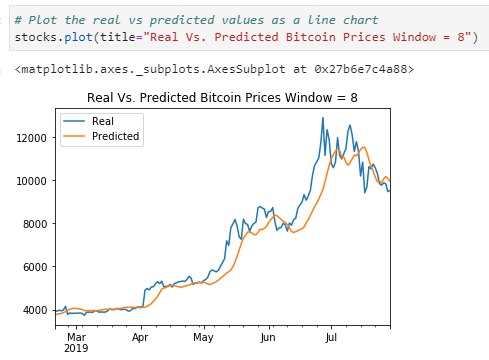 # Plot the real vs predicted values as a line chart
stocks.plot(title="Real Vs. Predicted Bitcoin Prices Window = 8")
<matplotlib.axes._subplots.AxesSubplot at 0x27b6e7c4a88>
Real Vs. Predicted Bitcoin Prices Window = 8
Real
Predicted
12000
10000
8000
6000
4000
Mar Apr May Jun Jul
2019